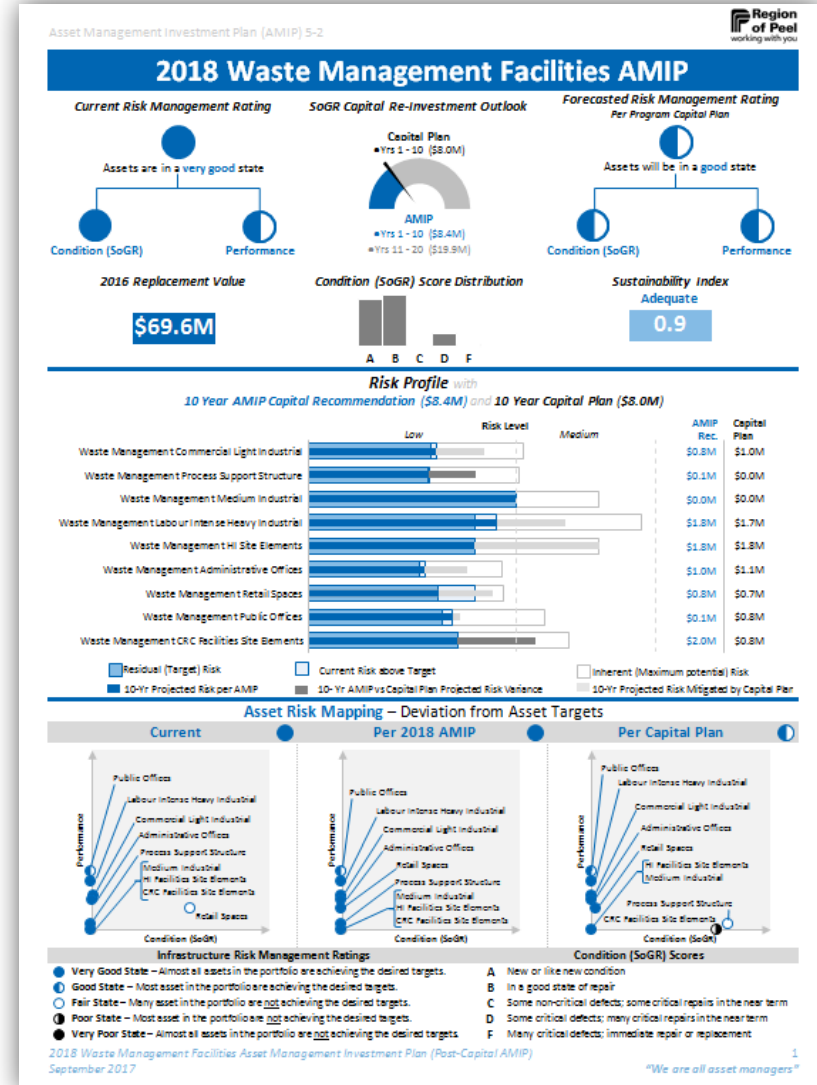 Asset Management Investment Plan (AMIP) 5-2
Region of Peel
working with you
2018 Waste Management Facilities AMIP
Current Risk Management Rating
Assets are in a very good state
Condition (SoGR)
Performance
SoGR Capital Re-Investment Outlook
Capital Plan
•Yrs 1 - 10 ($8.0M)
AMIP
•Yrs 1 - 10 ($8.4M)
•Yrs 11 - 20 ($19.9M)
Forecasted Risk Management Rating
Per Program Capital Plan
Assets will be in a good state
Condition (SoGR)
Performance
2016 Replacement Value
$69.6M
Condition (SoGR) Score Distribution
A B C D F
Sustainability Index
Adequate
0.9
Risk Profile with
10 Year AMIP Capital Recommendation ($8.4M) and 10 Year Capital Plan ($8.0M)
Risk Level
Low
Medium
AMIP Rec.
Capital Plan
Waste Management Commercial Light Industrial $0.8M $1.0M
Waste Management Process Support Structure $0.1M $0.0M
Waste Management Medium Industrial $0.0M $0.0M
Waste Management Labour Intense Heavy Industrial $1.8M $1.7M
Waste Management HI Site Elements $1.8M $1.8M
Waste Management Administrative Offices $1.0M $1.1M
Waste Management Retail Spaces $0.8M $0.7M
Waste Management Public Offices $0.1M $0.8M
Waste Management CRC Facilities Site Elements $2.0M $0.8M
Residual (Target) Risk
Current Risk above Target
Inherent (Maximum potential) Risk
10-Yr Projected Risk per AMIP
10- Yr AMIP vs Capital Plan Projected Risk Variance
10-Yr Projected Risk Mitigated by Capital Plan
Asset Risk Mapping – Deviation from Asset Targets
Current
Performance
Public Offices
Labour Intense Heavy Industrial
Commercial Light Industrial
Administrative Offices
Process Support Structure
Medium Industrial
HI Facilities Site Elements
CRC Facilities Site Elements
Retail Spaces
Condition (SoGR)
Per 2018 AMIP
Performance
Public Offices
Labour Intense Heavy Industrial
Commercial Light Industrial
Administrative Offices
Retail Spaces
Process Support Structure
Medium Industrial
HI Facilities Site Elements
CRC Facilities Site Elements
Condition (SoGR)
Per Capital Plan
Performance
Public Offices
Labour Intense Heavy Industrial
Commercial Light Industrial
Administrative Offices
Retail Spaces
HI Facilities Site Elements
Medium Industrial
Process Support Structure
CRC Facilities Site Elements
Condition (SoGR)
Infrastructure Risk Management Ratings
Very Good State – Almost all assets in the portfolio are achieving the desired targets.
Good State – Most asset in the portfolio are achieving the desired targets.
Fair State – Many asset in the portfolio are not achieving the desired targets.
Poor State – Most asset in the portfolio are not achieving the desired targets.
Very Poor State – Almost all assets in the portfolio are not achieving the desired targets.
Condition (SoGR) Scores
A New or like new condition
B In a good state of repair
C Some non-critical defects; some critical repairs in the near term
D Some critical defects; many critical repairs in the near term
F Many critical defects; immediate repair or replacement
2018 Waste Management Facilities Asset Management Investment Plan (Post-Capital AMIP)
September 2017
1
"We are all asset managers"